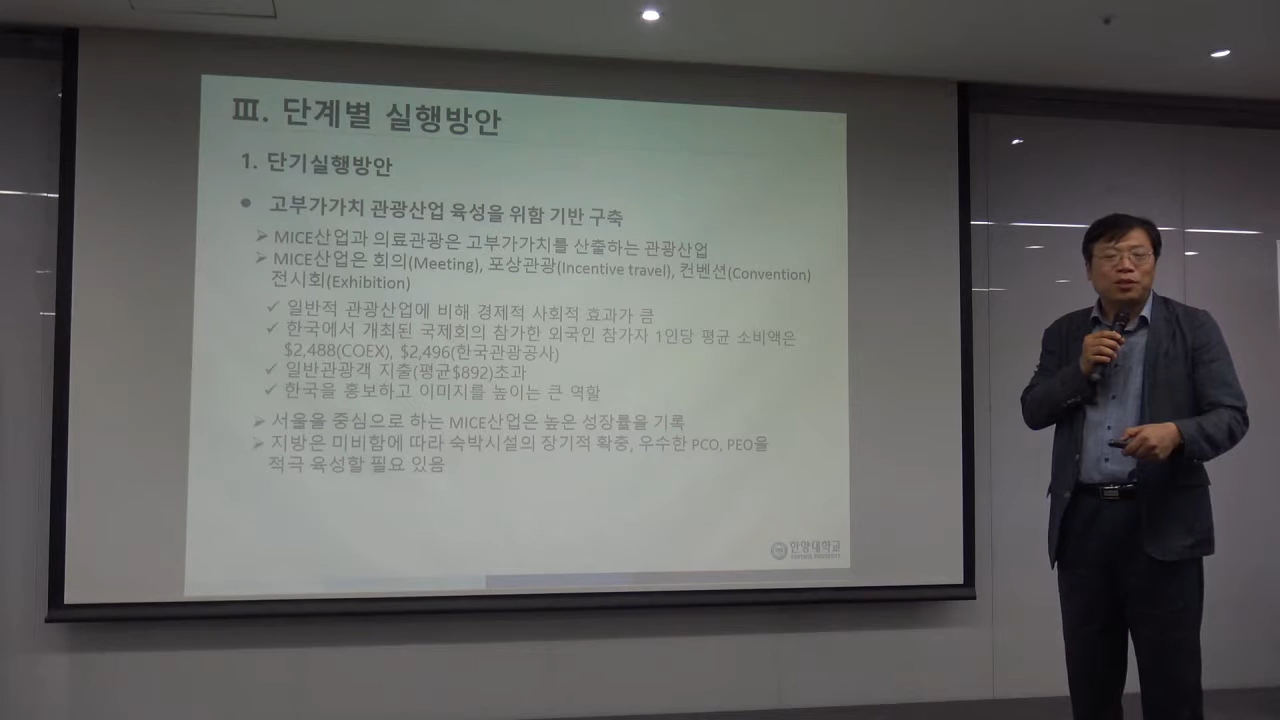 Ⅲ. 단계별 실행방안
1. 단기실행방안
● 고부가가치 관광산업 육성을 위함 기반 구축
➢ MICE산업과 의료관광은 고부가가치를 산출하는 관광산업
➢ MICE산업은 회의(Meeting), 포상관광(Incentive travel), 컨벤션(Convention)
전시회(Exhibition)
✓ 일반적 관광산업에 비해 경제적 사회적 효과가 큼
✓ 한국에서 개최된 국제회의 참가한 외국인 참가자 1인당 평균 소비액은
$2,488(COEX), $2,496(한국관광공사)
✓ 일반관광객 지출(평균$892)초과
✓ 한국을 홍보하고 이미지를 높이는 큰 역할
➢ 서울을 중심으로 하는 MICE산업은 높은 성장률을 기록
➢ 지방은 미비함에 따라 숙박시설의 장기적 확충, 우수한 PCO, PEO을
적극 육성할 필요 있음
한양대학교
HANYANG UNIVERSITY